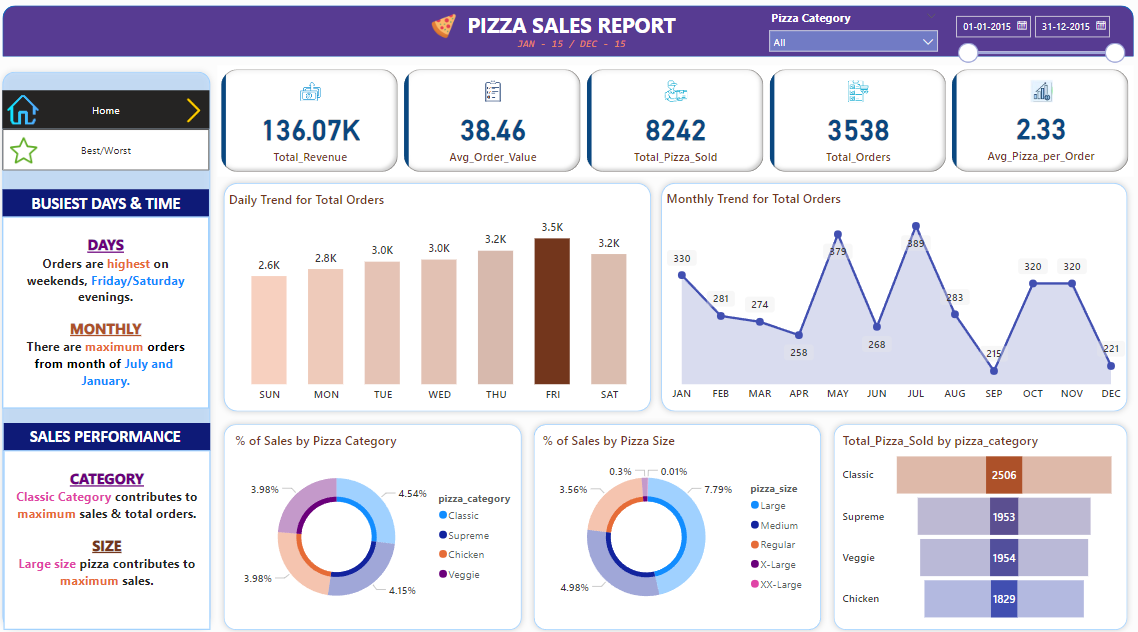 PIZZA SALES REPORT
JAN - 15 / DEC - 15
Pizza Category
All
01-01-2015
31-12-2015
Home
Best/Worst
136.07K
Total_Revenue
38.46
Avg_Order_Value
8242
Total_Pizza_Sold
3538
Total_Orders
2.33
Avg_Pizza_per_Order
BUSIEST DAYS & TIME
DAYS
Orders are highest on
weekends, Friday/Saturday
evenings.
MONTHLY
There are maximum orders
from month of July and
January.
SALES PERFORMANCE
CATEGORY
Classic Category contributes to
maximum sales & total orders.
SIZE
Large size pizza contributes to
maximum sales.
Daily Trend for Total Orders
2.6K
2.8K
3.0K
3.0K
3.2K
3.5K
3.2K
SUN MON TUE WED THU FRI SAT
Monthly Trend for Total Orders
330
281
274
258
379
268
389
283
215
320
320
221
JAN FEB MAR APR MAY JUN JUL AUG SEP OCT NOV DEC
% of Sales by Pizza Category
3.98%
4.54%
3.98%
4.15%
pizza_category
Classic
Supreme
Chicken
Veggie
% of Sales by Pizza Size
0.3%
0.01%
3.56%
7.79%
4.98%
pizza_size
Large
Medium
Regular
X-Large
XX-Large
Total_Pizza_Sold by pizza_category
Classic 2506
Supreme 1953
Veggie 1954
Chicken 1829